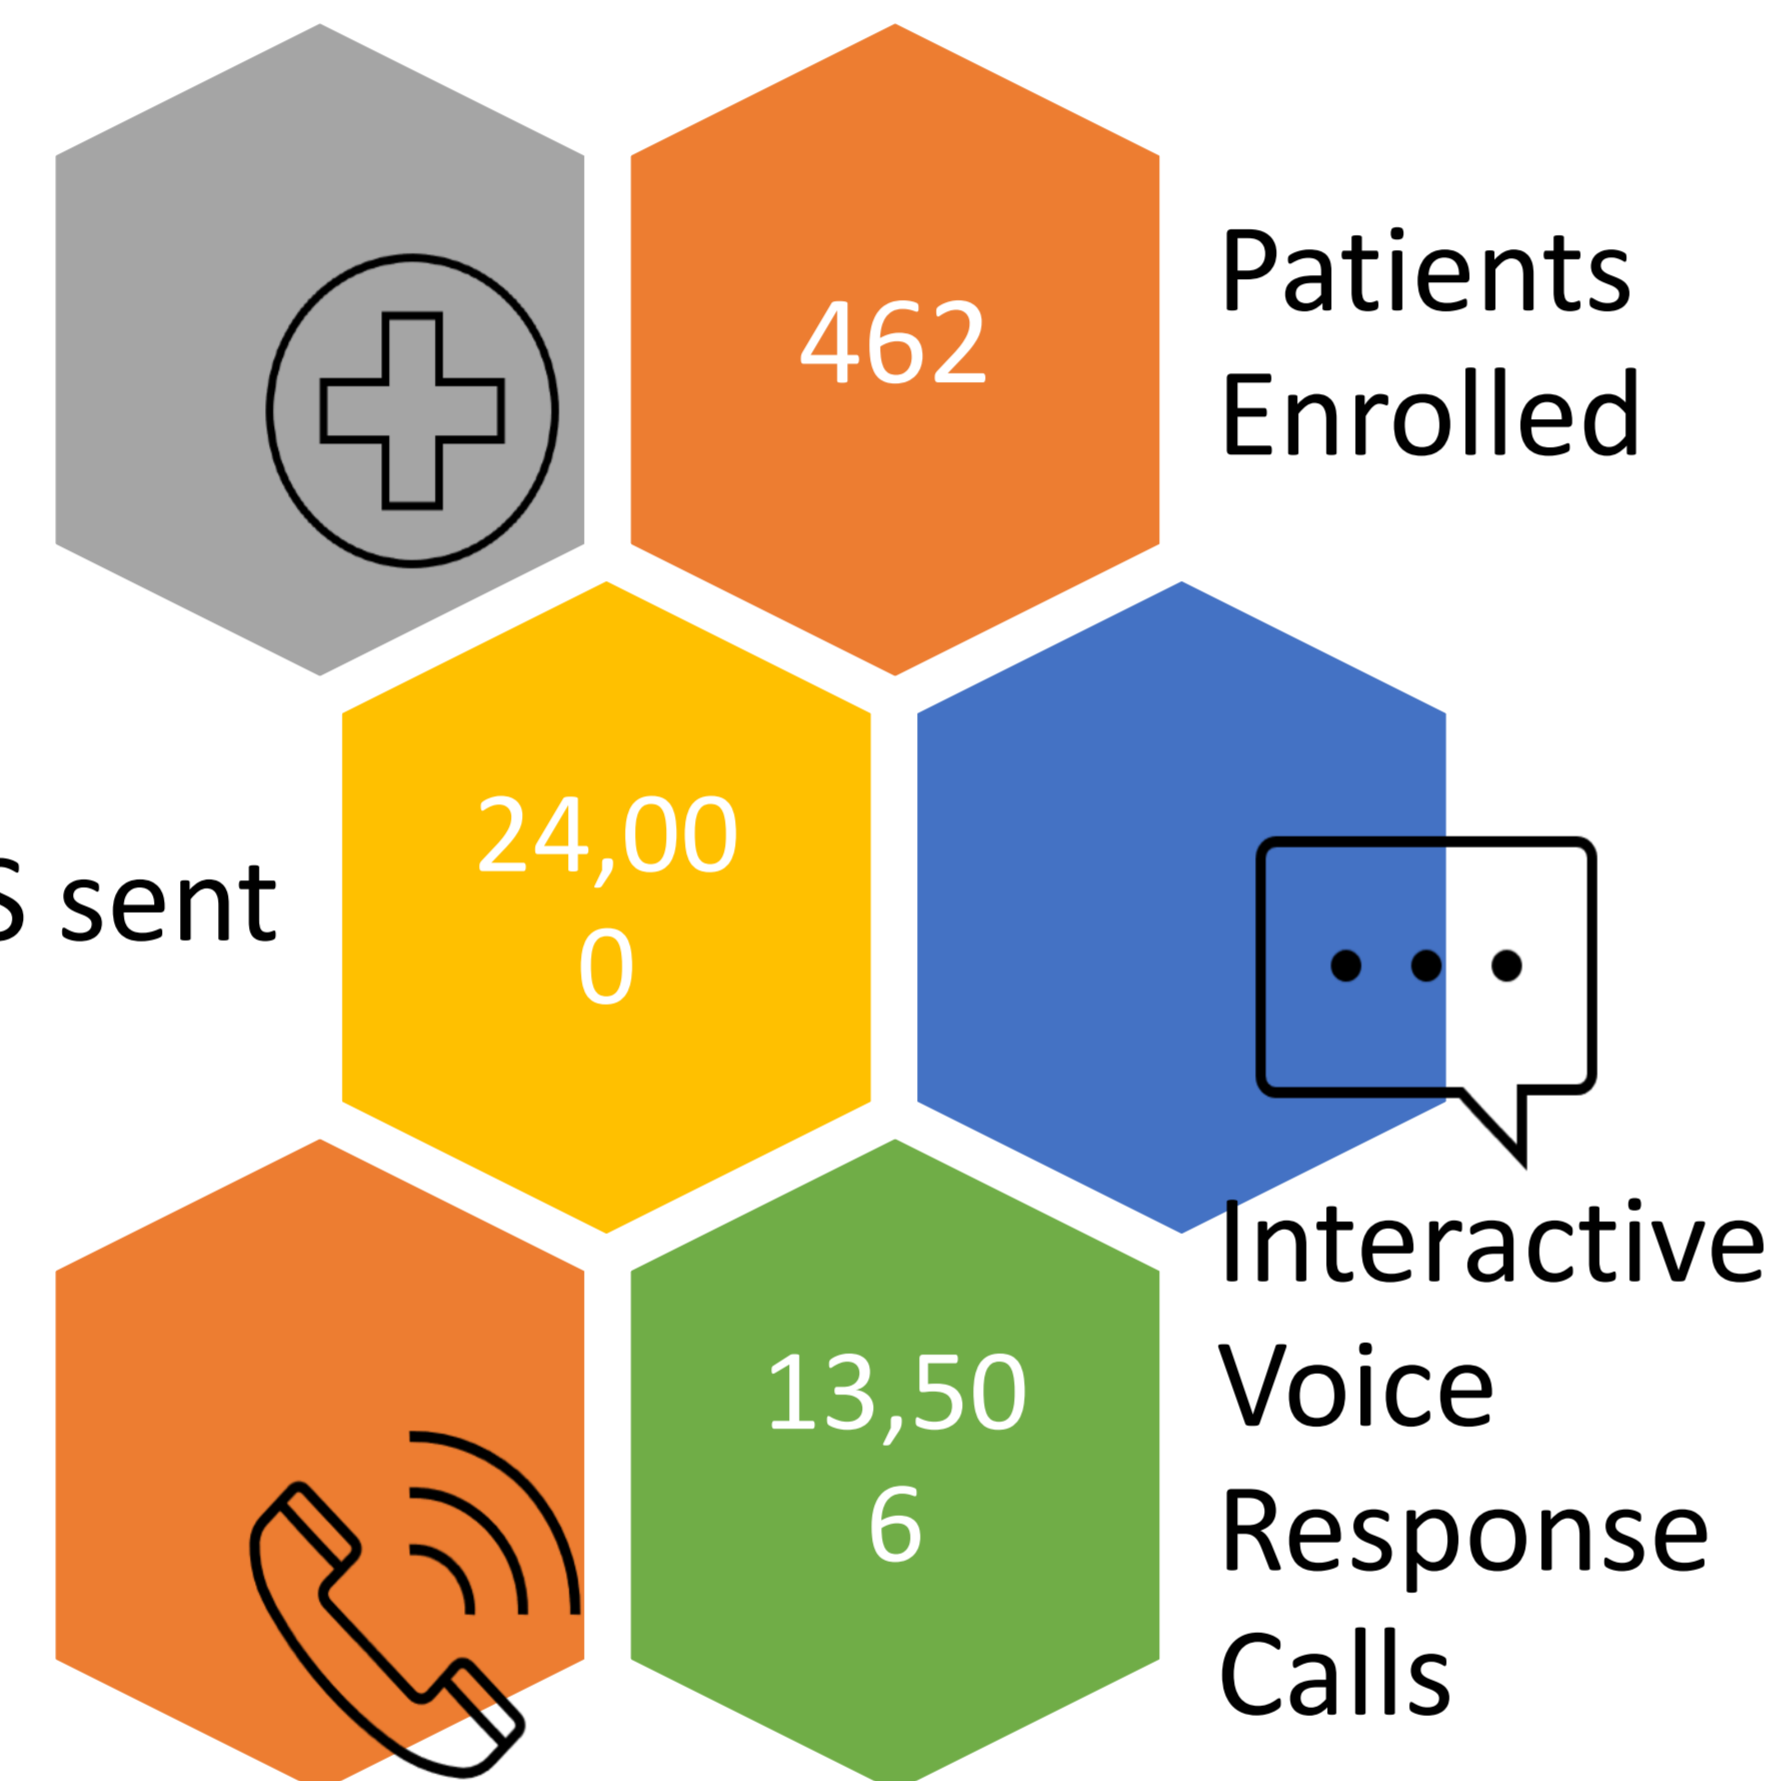 462
Patients
Enrolled
S sent
24,00
0
13,50
6
Interactive
Voice
Response
Calls